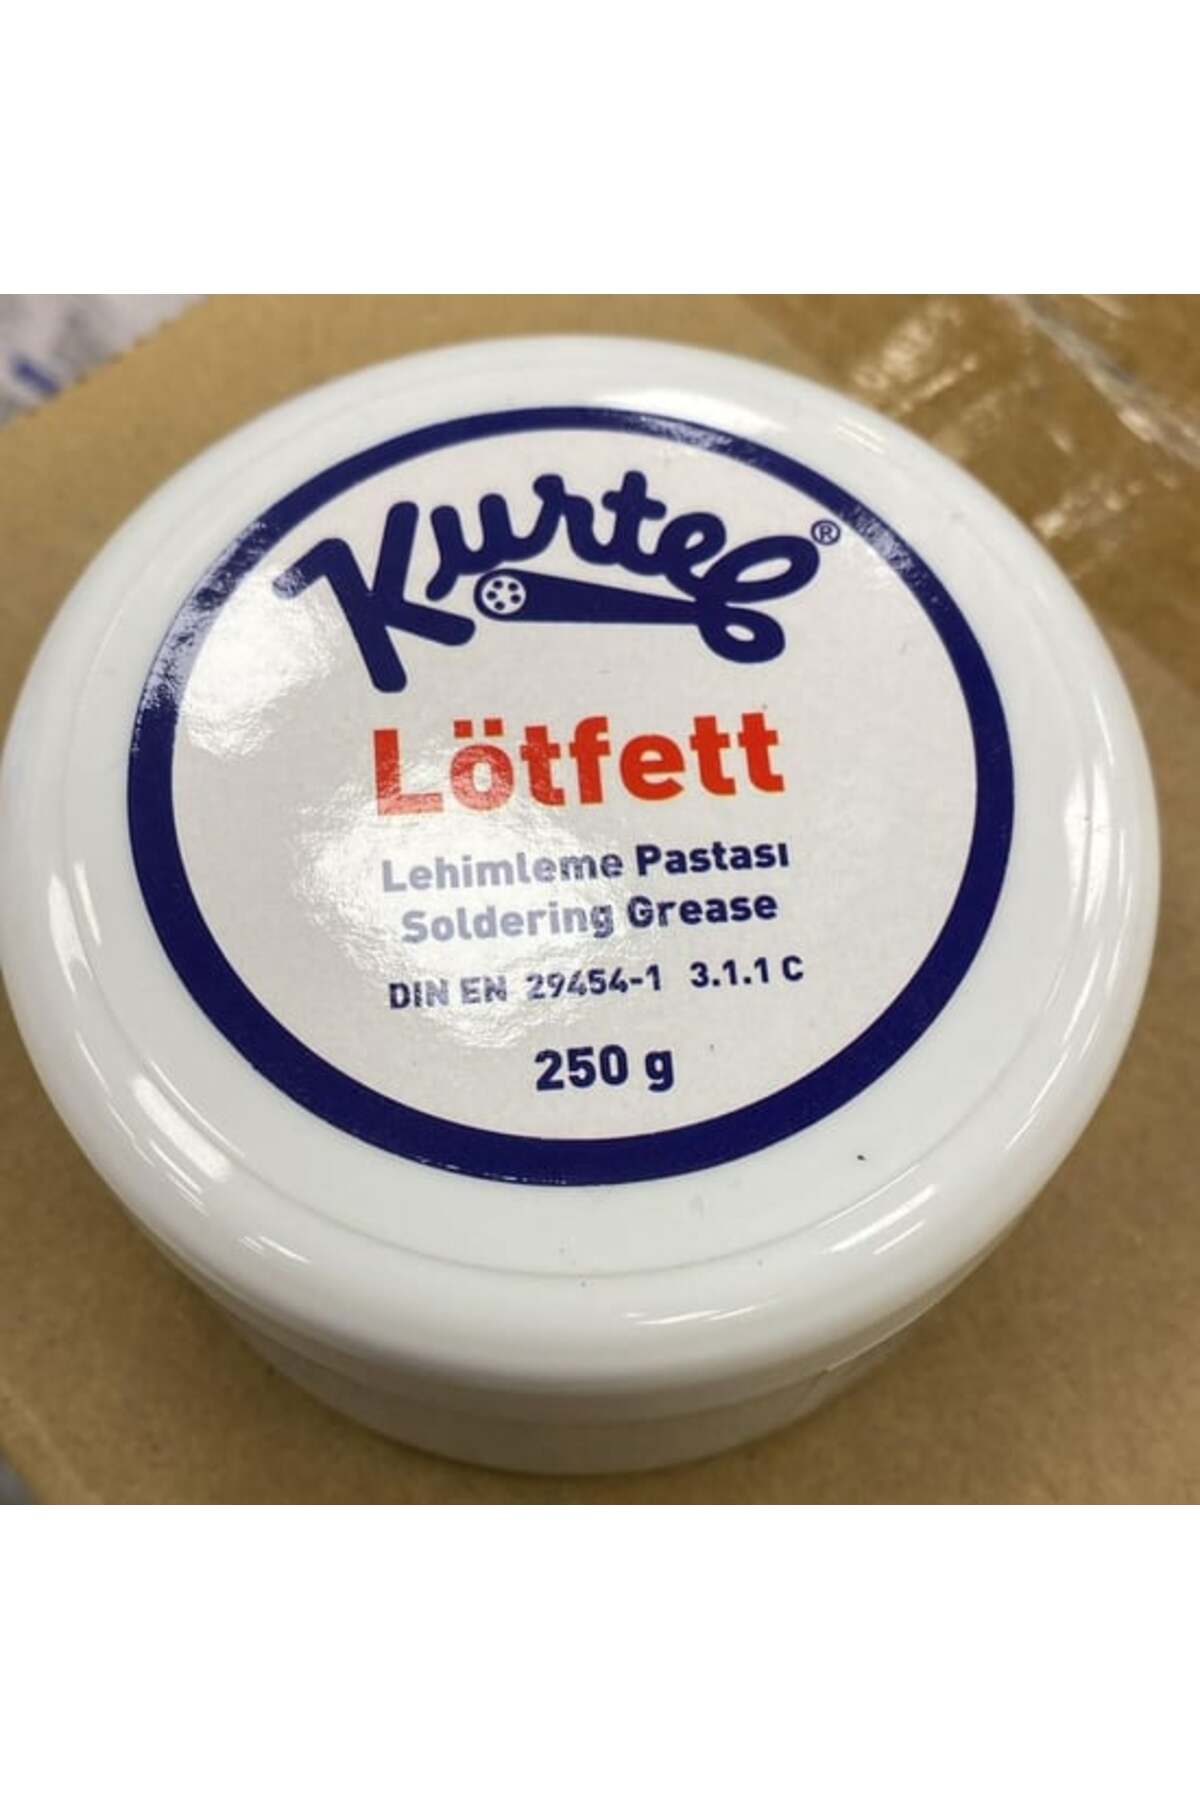 Kurtel®
Lötfett
Lehimleme Pastası
Soldering Grease
DIN EN 29454-1 3.1.1 C
250 g